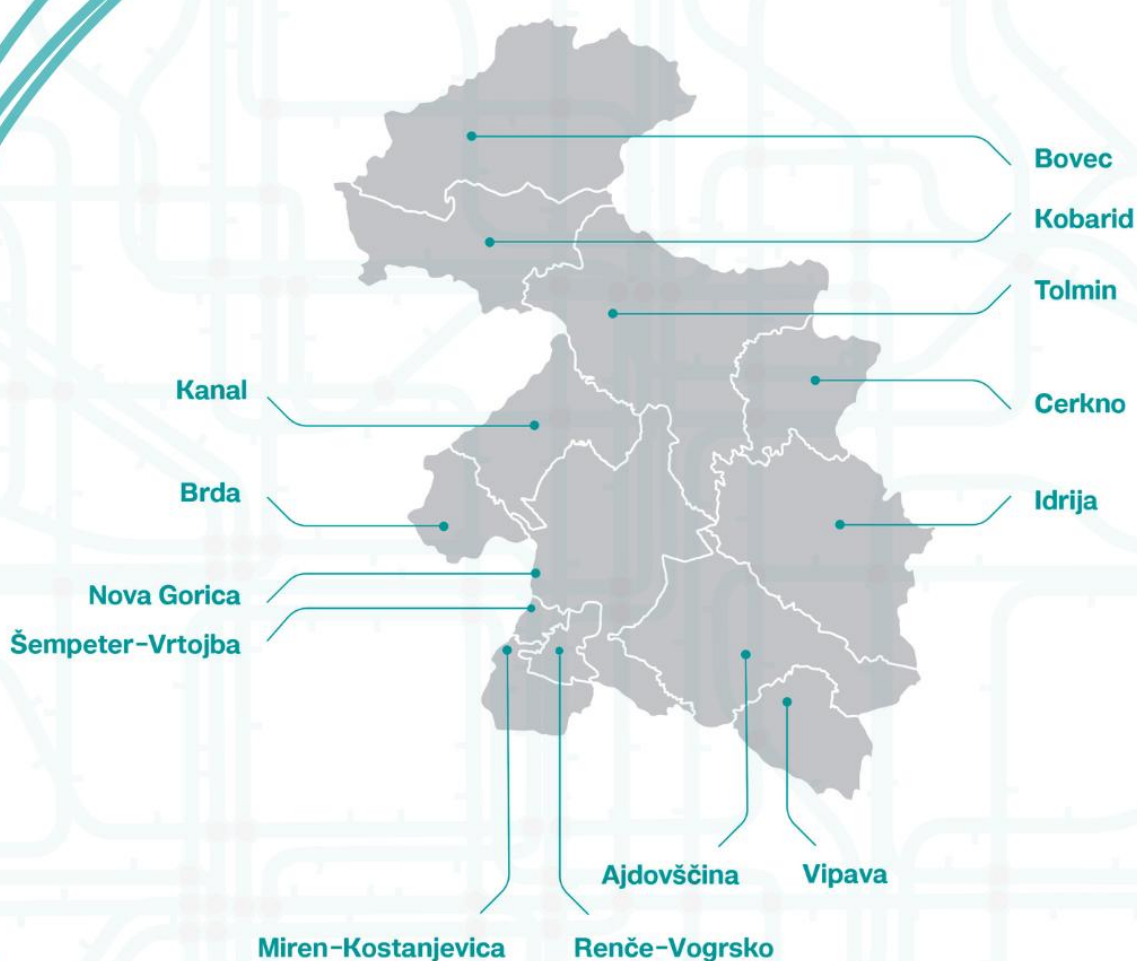 Bovec
Kobarid
Tolmin
Kanal
Cerkno
Brda
Idrija
Nova Gorica
Šempeter-Vrtojba
Ajdovščina
Vipava
Miren-Kostanjevica
Renče-Vogrsko